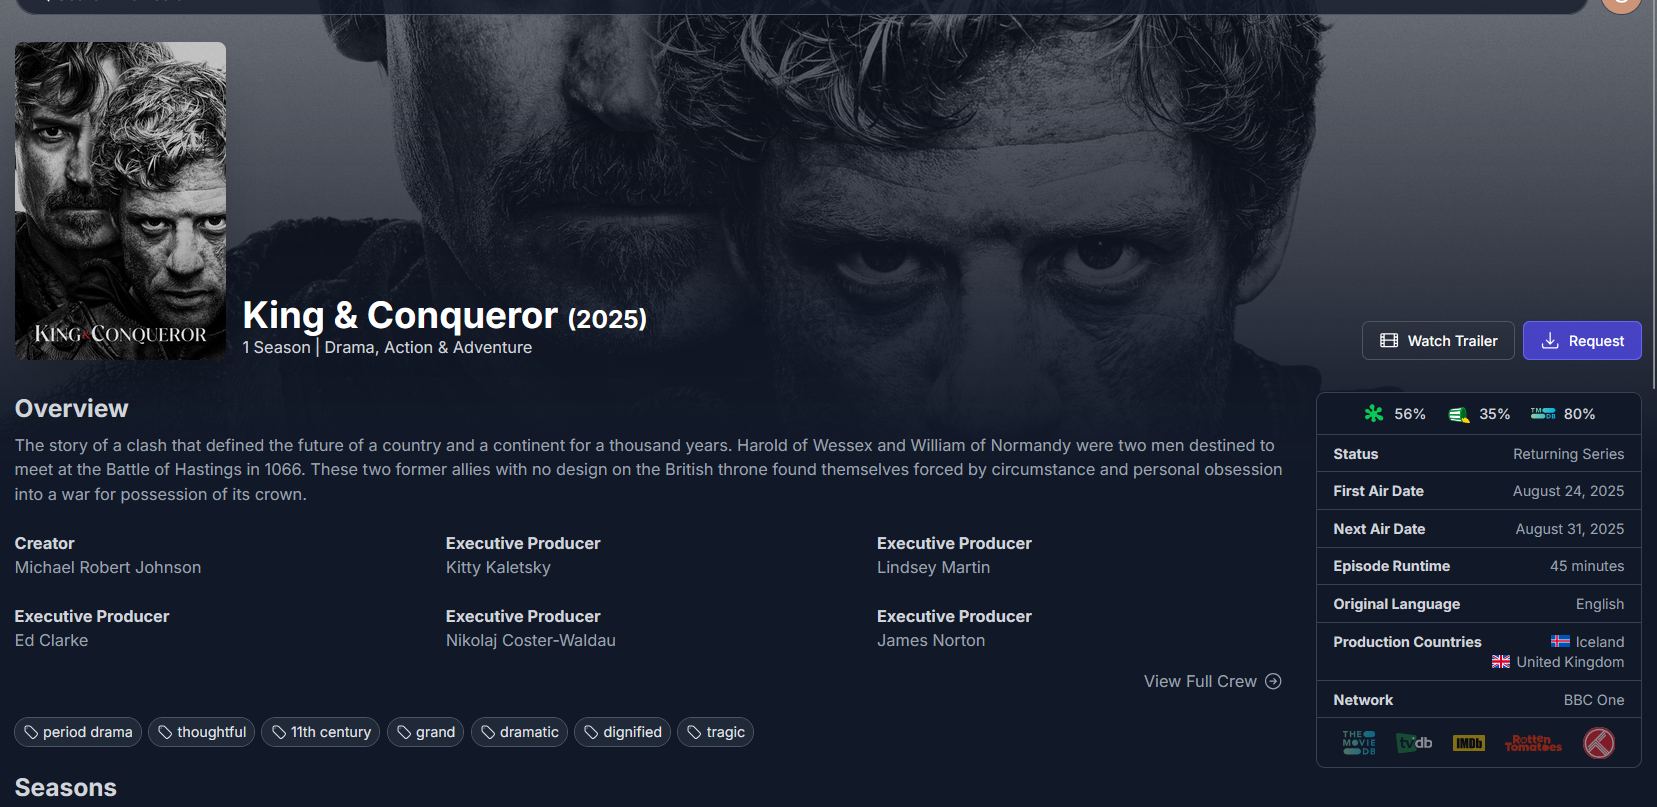 KING & CONQUEROR
King & Conqueror (2025)
1 Season | Drama, Action & Adventure
Watch Trailer
Request
Overview
The story of a clash that defined the future of a country and a continent for a thousand years. Harold of Wessex and William of Normandy were two men destined to
meet at the Battle of Hastings in 1066. These two former allies with no design on the British throne found themselves forced by circumstance and personal obsession
into a war for possession of its crown.
Creator
Michael Robert Johnson
Executive Producer
Kitty Kaletsky
Executive Producer
Lindsey Martin
Executive Producer
Ed Clarke
Executive Producer
Nikolaj Coster-Waldau
Executive Producer
James Norton
View Full Crew
period drama
thoughtful
11th century
grand
dramatic
dignified
tragic
Seasons
56%
35%
TMDB 80%
Status Returning Series
First Air Date August 24, 2025
Next Air Date August 31, 2025
Episode Runtime 45 minutes
Original Language English
Production Countries Iceland
United Kingdom
Network BBC One
THE MOVIE DB
tvdb
IMDb
Rotten Tomatoes